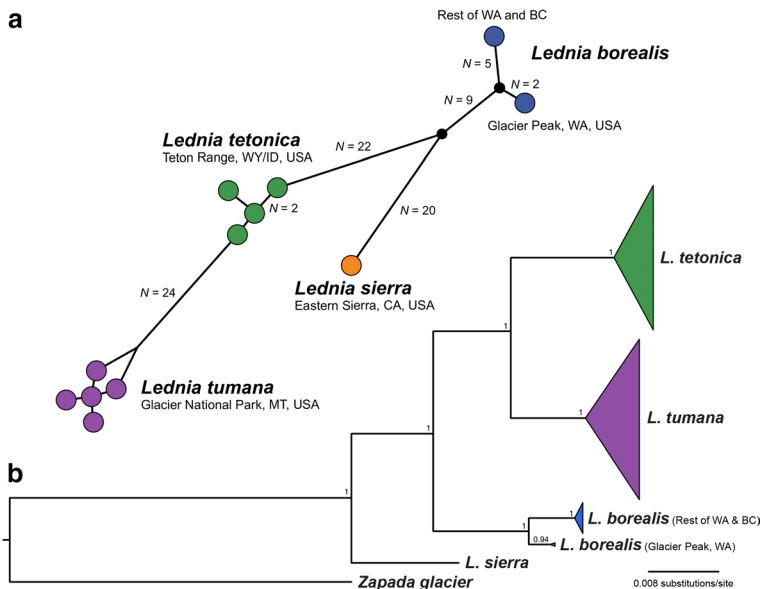 a
Rest of WA and BC
N = 5
Lednia borealis
N = 2
N = 9
Glacier Peak, WA, USA
Lednia tetonica
Teton Range, WY/ID, USA
N = 22
N = 2
N = 20
Lednia sierra
Eastern Sierra, CA, USA
N = 24
Lednia tumana
Glacier National Park, MT, USA
b
1
L. tetonica
1
1
L. tumana
1
1
1
L. borealis (Rest of WA & BC)
1
0.94
L. borealis (Glacier Peak, WA)
L. sierra
Zapada glacier
0.008 substitutions/site